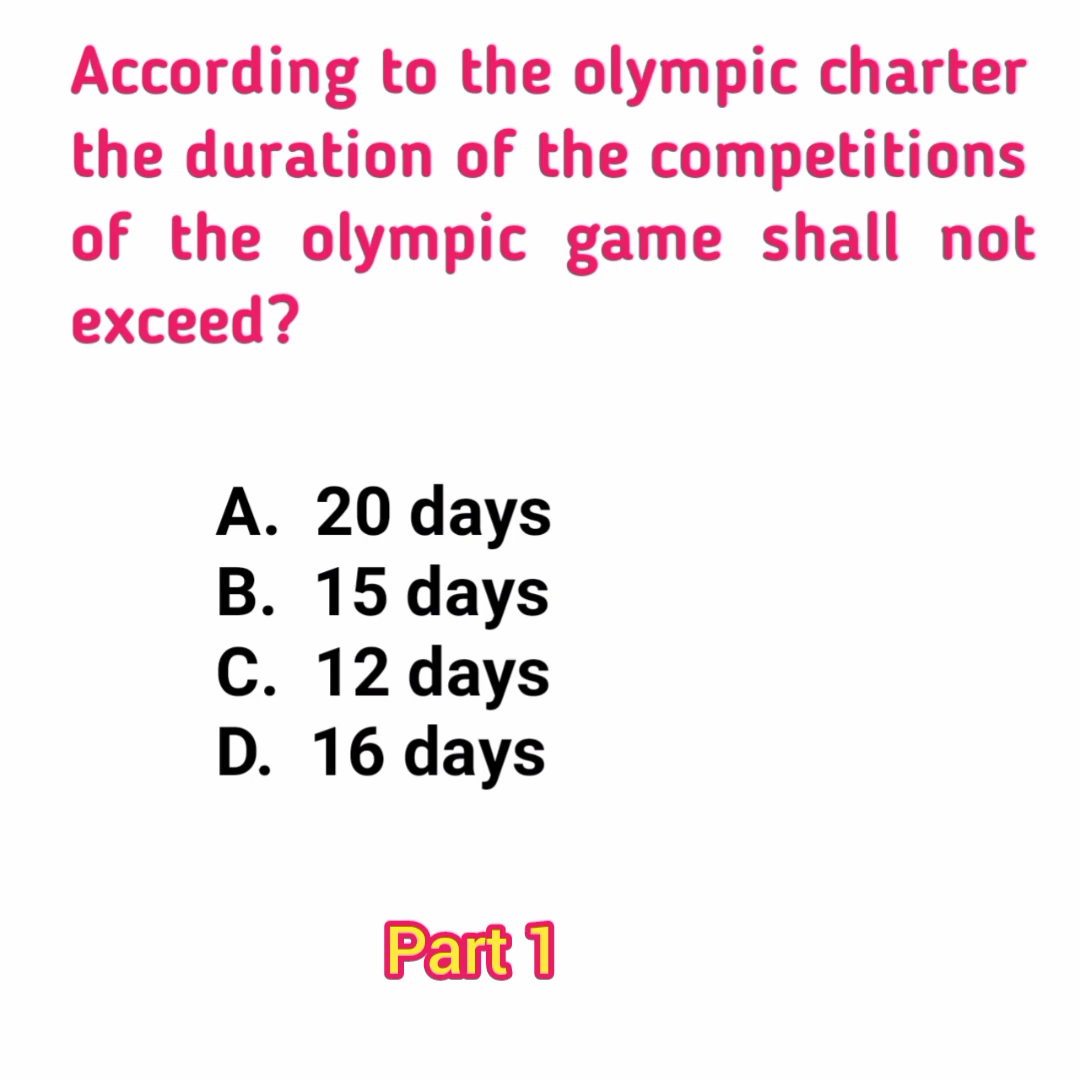 According to the olympic charter
the duration of the competitions
of the olympic game shall not
exceed?
A. 20 days
B. 15 days
C. 12 days
D. 16 days
Part 1